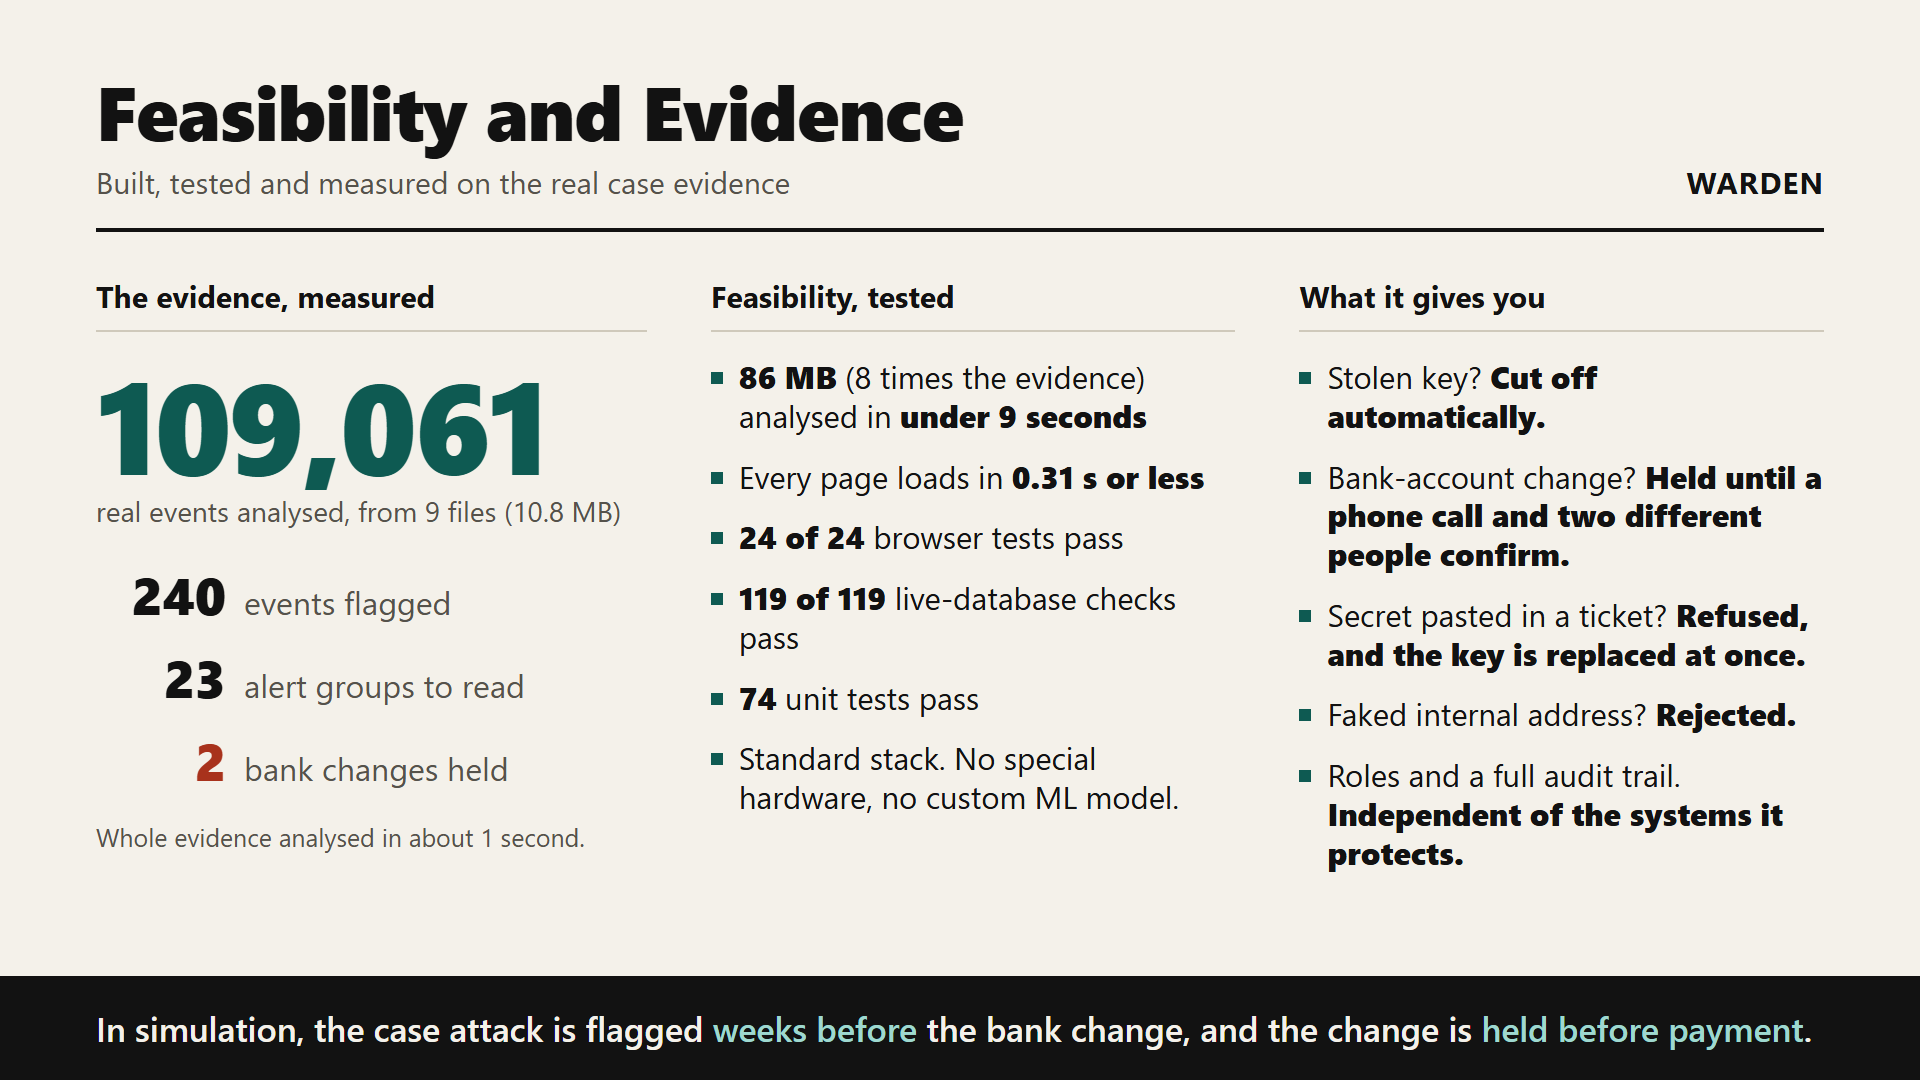 Feasibility and Evidence
Built, tested and measured on the real case evidence
WARDEN
The evidence, measured
109,061
real events analysed, from 9 files (10.8 MB)
240 events flagged
23 alert groups to read
2 bank changes held
Whole evidence analysed in about 1 second.
Feasibility, tested
86 MB (8 times the evidence)
analysed in under 9 seconds
Every page loads in 0.31 s or less
24 of 24 browser tests pass
119 of 119 live-database checks
pass
74 unit tests pass
Standard stack. No special
hardware, no custom ML model.
What it gives you
Stolen key? Cut off
automatically.
Bank-account change? Held until a
phone call and two different
people confirm.
Secret pasted in a ticket? Refused,
and the key is replaced at once.
Faked internal address? Rejected.
Roles and a full audit trail.
Independent of the systems it
protects.
In simulation, the case attack is flagged weeks before the bank change, and the change is held before payment.